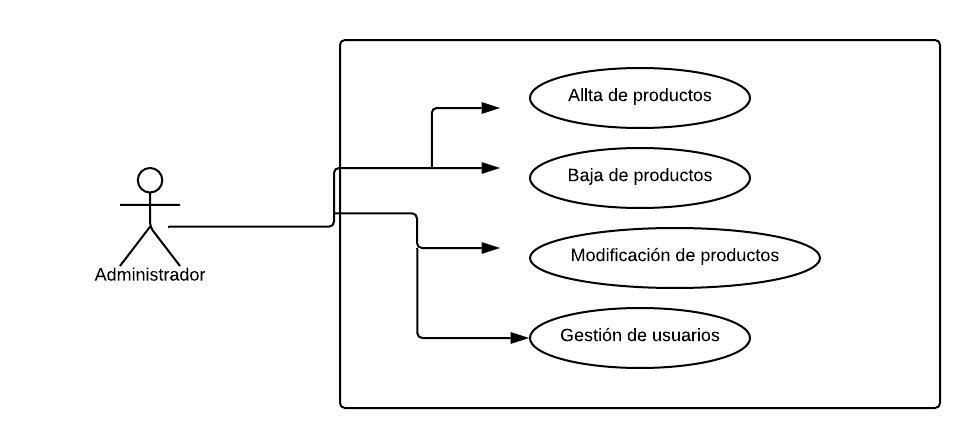 Allta de productos
Baja de productos
Modificación de productos
Administrador
Gestión de usuarios